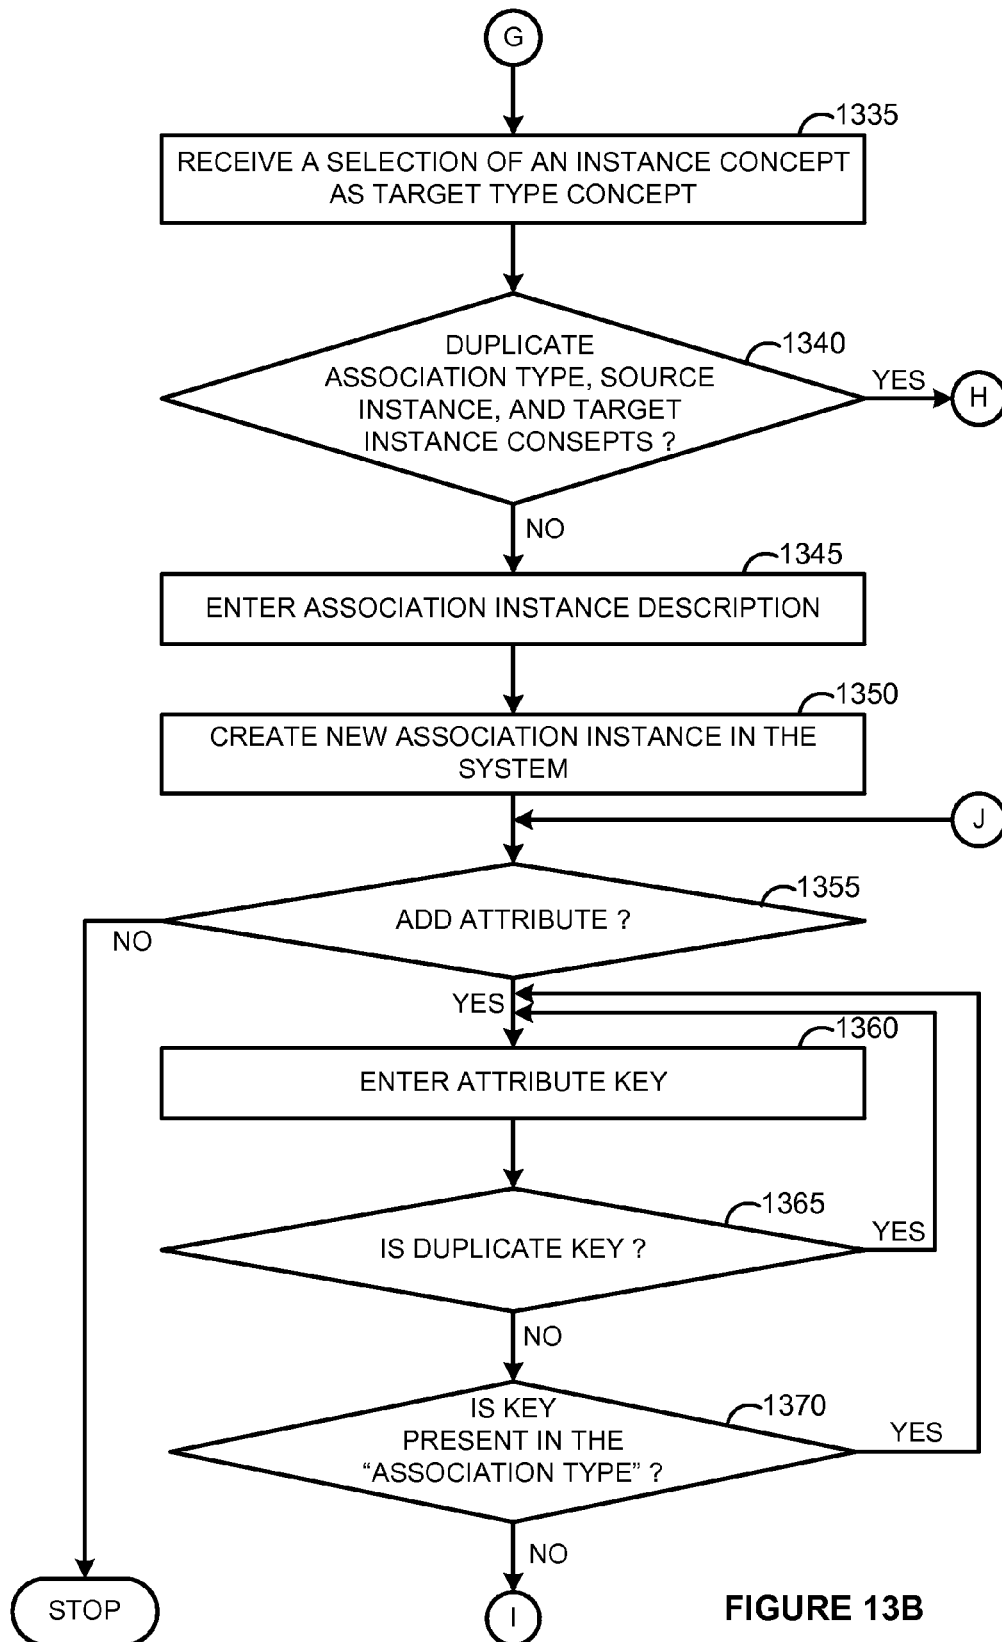 G
1335
RECEIVE A SELECTION OF AN INSTANCE CONCEPT
AS TARGET TYPE CONCEPT
1340
DUPLICATE
ASSOCIATION TYPE, SOURCE
INSTANCE, AND TARGET
INSTANCE CONSEPTS ?
YES
H
NO
1345
ENTER ASSOCIATION INSTANCE DESCRIPTION
1350
CREATE NEW ASSOCIATION INSTANCE IN THE
SYSTEM
J
1355
ADD ATTRIBUTE ?
NO
YES
1360
ENTER ATTRIBUTE KEY
1365
IS DUPLICATE KEY ?
YES
NO
1370
IS KEY
PRESENT IN THE
“ASSOCIATION TYPE” ?
YES
NO
STOP
I
FIGURE 13B